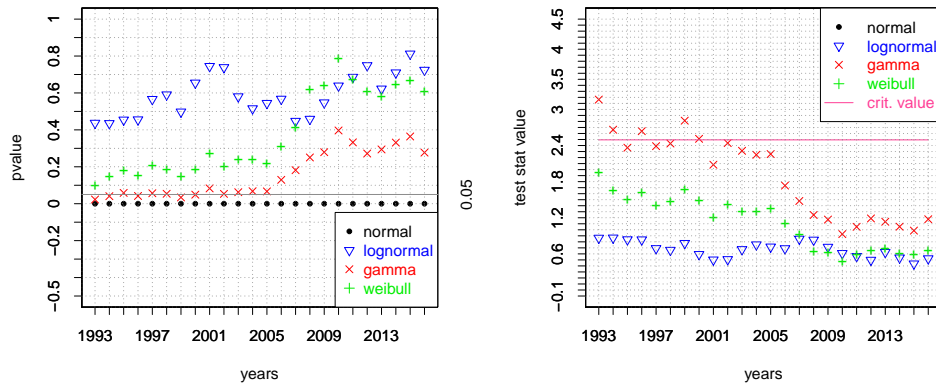 pvalue
1
0.8
0.6
0.4
0.2
0
-0.2
-0.5
0.05
normal
lognormal
gamma
weibull
1993
1997
2001
2005
2009
2013
years
test stat value
4.5
3.5
3
2.4
1.8
1.2
0.6
-0.1
normal
lognormal
gamma
weibull
crit. value
1993
1997
2001
2005
2009
2013
years